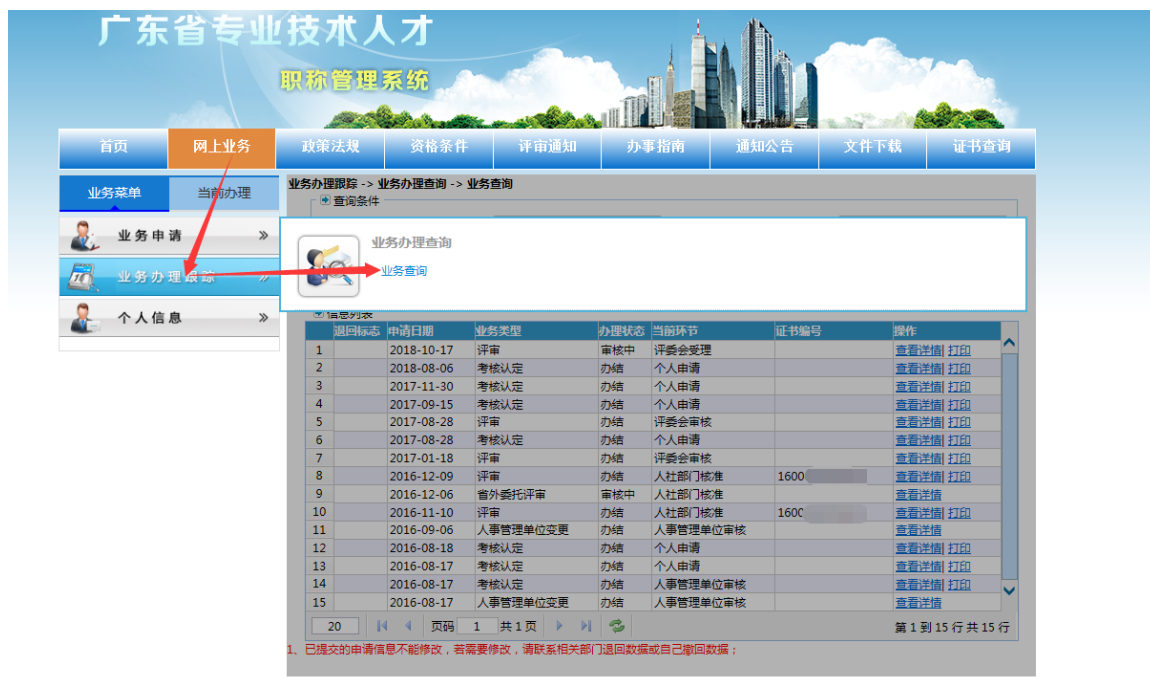 广东省专业技术人才
职称管理系统
首页 网上业务 政策法规 资格条件 评审通知 办事指南 通知公告 文件下载 证书查询
业务菜单 当前办理
业务办理跟踪 -> 业务办理查询 -> 业务查询
查询条件
业务申请 »
业务办理跟踪 »
个人信息 »
业务办理查询
业务查询
信息列表
退回标志 申请日期 业务类型 办理状态 当前环节 证书编号 操作
1 2018-10-17 评审 审核中 评委会受理 查看详情| 打印
2 2018-08-06 考核认定 办结 个人申请 查看详情| 打印
3 2017-11-30 考核认定 办结 个人申请 查看详情| 打印
4 2017-09-15 考核认定 办结 个人申请 查看详情| 打印
5 2017-08-28 评审 办结 评委会审核 查看详情| 打印
6 2017-08-28 考核认定 办结 个人申请 查看详情| 打印
7 2017-01-18 评审 办结 评委会审核 查看详情| 打印
8 2016-12-09 评审 办结 人社部门核准 1600 查看详情| 打印
9 2016-12-06 省外委托评审 审核中 人社部门核准 查看详情
10 2016-11-10 评审 办结 人社部门核准 1600 查看详情| 打印
11 2016-09-06 人事管理单位变更 办结 人事管理单位审核 查看详情
12 2016-08-18 考核认定 办结 个人申请 查看详情| 打印
13 2016-08-17 考核认定 办结 个人申请 查看详情| 打印
14 2016-08-17 考核认定 办结 人事管理单位审核 查看详情| 打印
15 2016-08-17 人事管理单位变更 办结 人事管理单位审核 查看详情
20 页码 1 共1页 第 1 到 15 行 共 15 行
1、已提交的申请信息不能修改，若需要修改，请联系相关部门退回数据或自己撤回数据；